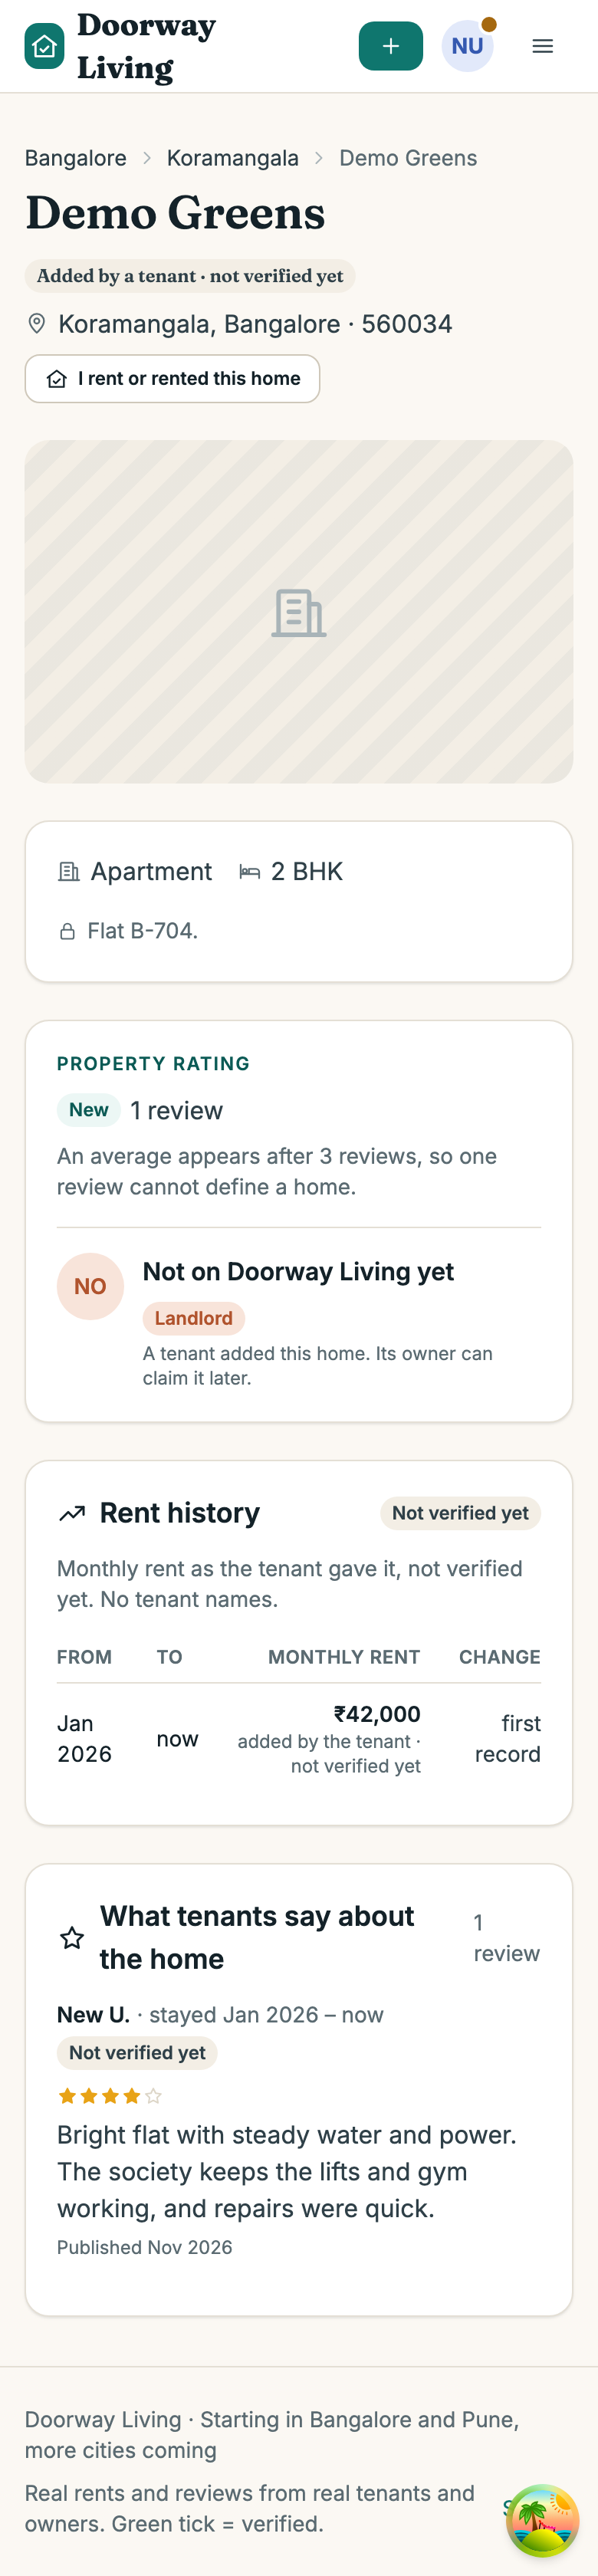 Doorway
Living
NU
Bangalore
Koramangala
Demo Greens
Demo Greens
Added by a tenant · not verified yet
Koramangala, Bangalore · 560034
I rent or rented this home
Apartment
2 BHK
Flat B-704.
PROPERTY RATING
New 1 review
An average appears after 3 reviews, so one
review cannot define a home.
NO
Not on Doorway Living yet
Landlord
A tenant added this home. Its owner can
claim it later.
Rent history
Not verified yet
Monthly rent as the tenant gave it, not verified
yet. No tenant names.
FROM TO MONTHLY RENT CHANGE
Jan
2026
now
₹42,000
added by the tenant ·
not verified yet
first
record
What tenants say about
the home
1
review
New U. · stayed Jan 2026 – now
Not verified yet
Bright flat with steady water and power.
The society keeps the lifts and gym
working, and repairs were quick.
Published Nov 2026
Doorway Living · Starting in Bangalore and Pune,
more cities coming
Real rents and reviews from real tenants and
owners. Green tick = verified.